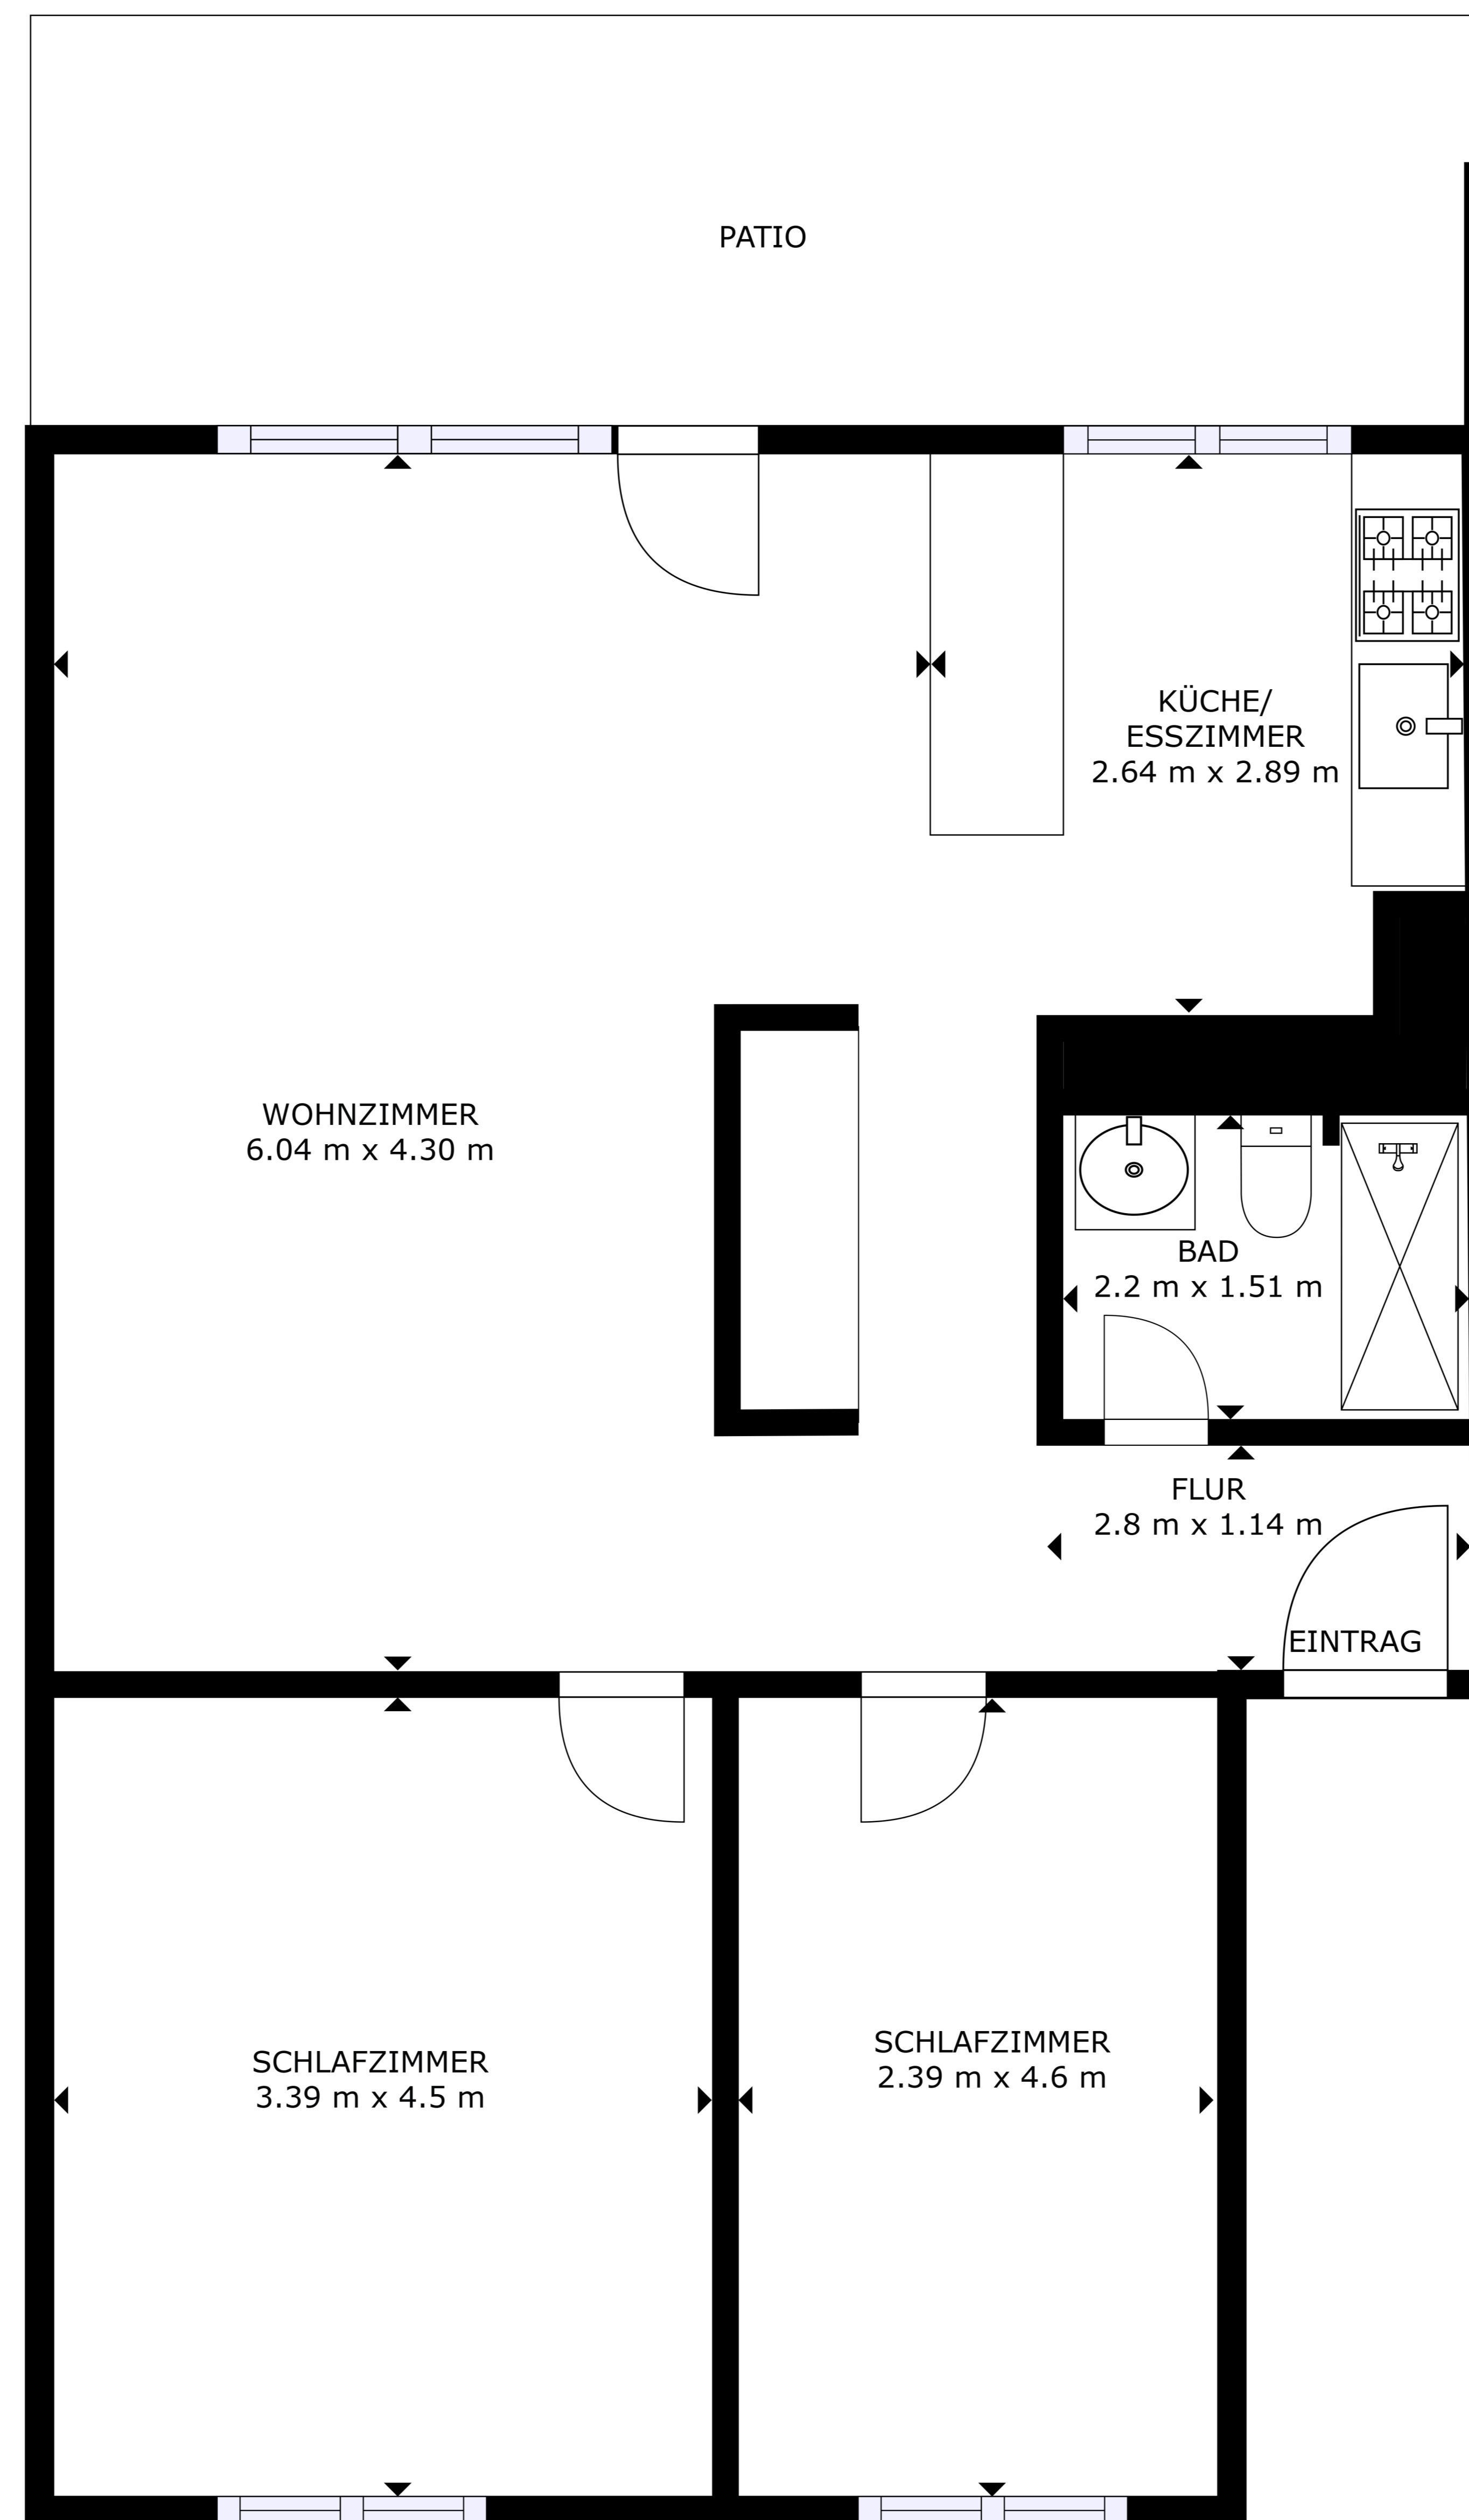 PATIO
KÜCHE/
ESSZIMMER
2.64 m x 2.89 m
WOHNZIMMER
6.04 m x 4.30 m
BAD
2.2 m x 1.51 m
FLUR
2.8 m x 1.14 m
EINTRAG
SCHLAFZIMMER
3.39 m x 4.5 m
SCHLAFZIMMER
2.39 m x 4.6 m